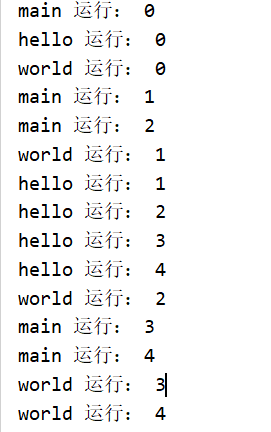 main 运行： 0
hello 运行： 0
world 运行： 0
main 运行： 1
main 运行： 2
world 运行： 1
hello 运行： 1
hello 运行： 2
hello 运行： 3
hello 运行： 4
world 运行： 2
main 运行： 3
main 运行： 4
world 运行： 3
world 运行： 4